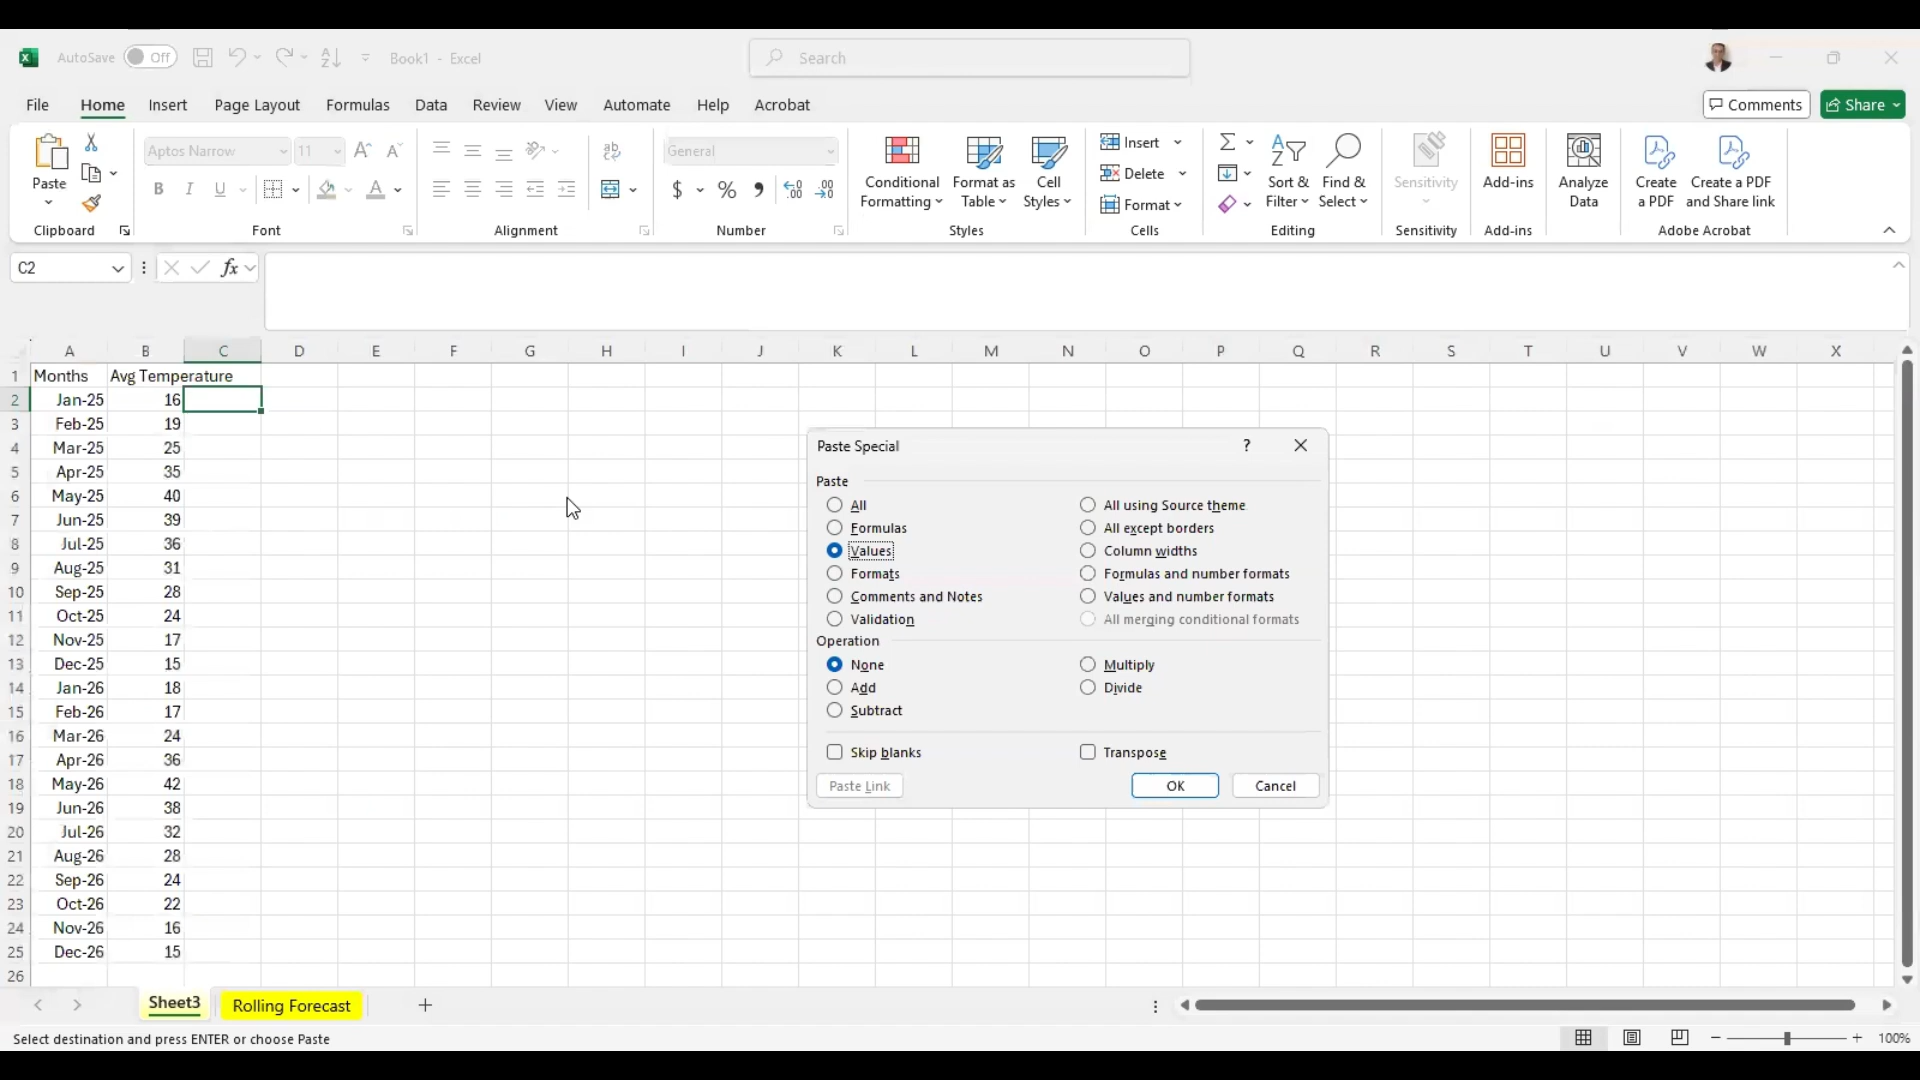 AutoSave Off Book1 - Excel Search
File Home Insert Page Layout Formulas Data Review View Automate Help Acrobat Comments Share
Paste
Clipboard
Aptos Narrow 11
B I U A
Font
ab
Alignment
General
$ % 9 .00 .00
Number
Conditional Formatting
Format as Table
Cell Styles
Styles
Insert
Delete
Format
Cells
Sort & Filter
Find & Select
Editing
Sensitivity
Sensitivity
Add-ins
Add-ins
Analyze Data
Create a PDF
Create a PDF and Share link
Adobe Acrobat
C2 fx
A B C D E F G H I J K L M N O P Q R S T U V W X
1 Months Avg Temperature
2 Jan-25 16
3 Feb-25 19
4 Mar-25 25
5 Apr-25 35
6 May-25 40
7 Jun-25 39
8 Jul-25 36
9 Aug-25 31
10 Sep-25 28
11 Oct-25 24
12 Nov-25 17
13 Dec-25 15
14 Jan-26 18
15 Feb-26 17
16 Mar-26 24
17 Apr-26 36
18 May-26 42
19 Jun-26 38
20 Jul-26 32
21 Aug-26 28
22 Sep-26 24
23 Oct-26 22
24 Nov-26 16
25 Dec-26 15
26
Paste Special ?
Paste
All All using Source theme
Formulas All except borders
Values Column widths
Formats Formulas and number formats
Comments and Notes Values and number formats
Validation All merging conditional formats
Operation
None Multiply
Add Divide
Subtract
Skip blanks Transpose
Paste Link OK Cancel
Sheet3 Rolling Forecast
Select destination and press ENTER or choose Paste 100%